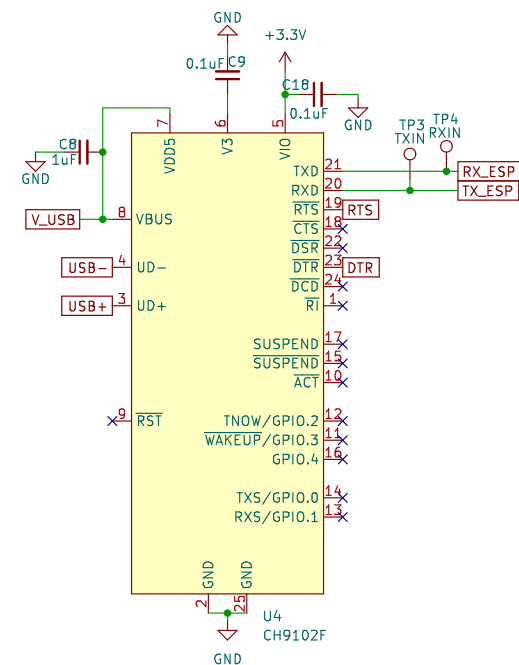 GND
+3.3V
0.1uF C9
C18
0.1uF
GND
TP3
TXIN
TP4
RXIN
C8
1uF
GND
7
6
5
VDD5
V3
VIO
TXD 21 RX_ESP
RXD 20 TX_ESP
RTS 19 RTS
V_USB 8 VBUS
CTS 18
DSR 22
USB- 4 UD-
DTR 23 DTR
DCD 24
USB+ 3 UD+
RI 1
SUSPEND 17
SUSPEND 15
ACT 10
9 RST
TNOW/GPIO.2 12
WAKEUP/GPIO.3 11
GPIO.4 16
TXS/GPIO.0 14
RXS/GPIO.1 13
GND
GND
2
25
U4
CH9102F
GND